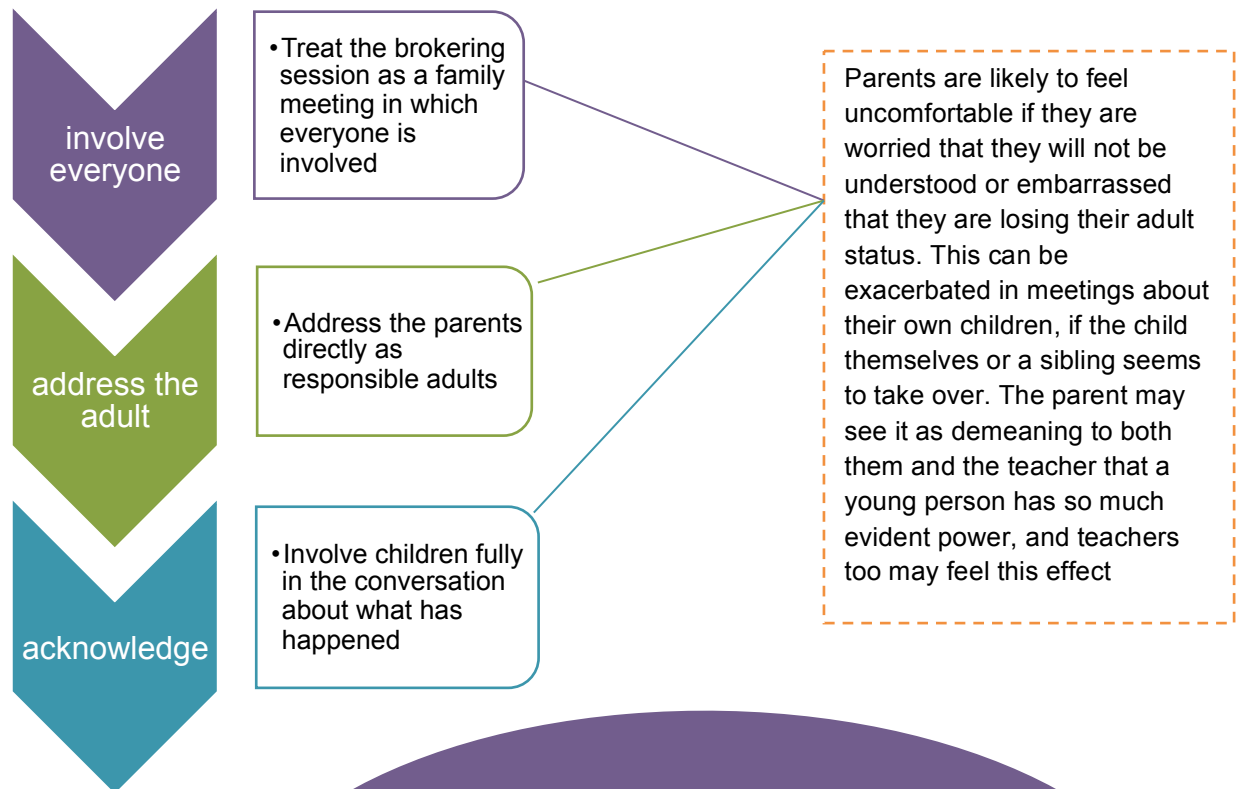 involve
everyone
•Treat the brokering
session as a family
meeting in which
everyone is
involved
address the
adult
•Address the parents
directly as
responsible adults
acknowledge
•Involve children fully
in the conversation
about what has
happened
Parents are likely to feel
uncomfortable if they are
worried that they will not be
understood or embarrassed
that they are losing their adult
status. This can be
exacerbated in meetings about
their own children, if the child
themselves or a sibling seems
to take over. The parent may
see it as demeaning to both
them and the teacher that a
young person has so much
evident power, and teachers
too may feel this effect